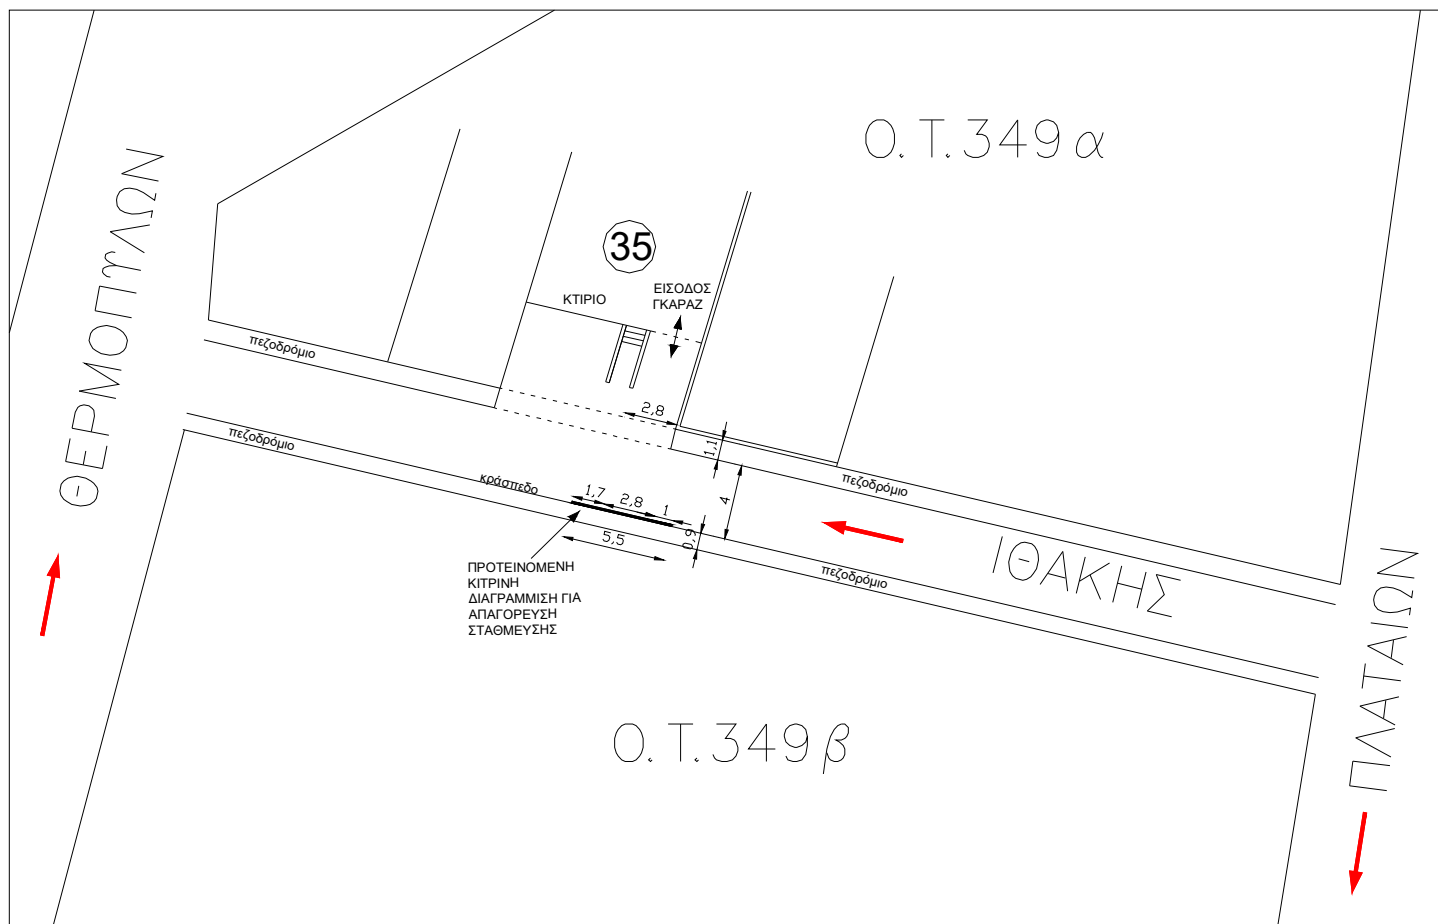 Ο.Τ.349α
ΘΕΡΜΟΠΥΛΩΝ
35
ΚΤΙΡΙΟ
ΕΙΣΟΔΟΣ
ΓΚΑΡΑΖ
πεζοδρόμιο
2,8
πεζοδρόμιο
1,1
πεζοδρόμιο
κράσπεδο
1,7
2,8
1
4
5,5
0,9
ΙΘΑΚΗΣ
πεζοδρόμιο
ΠΡΟΤΕΙΝΟΜΕΝΗ
ΚΙΤΡΙΝΗ
ΔΙΑΓΡΑΜΜΙΣΗ ΓΙΑ
ΑΠΑΓΟΡΕΥΣΗ
ΣΤΑΘΜΕΥΣΗΣ
ΠΛΑΤΑΙΩΝ
Ο.Τ.349β